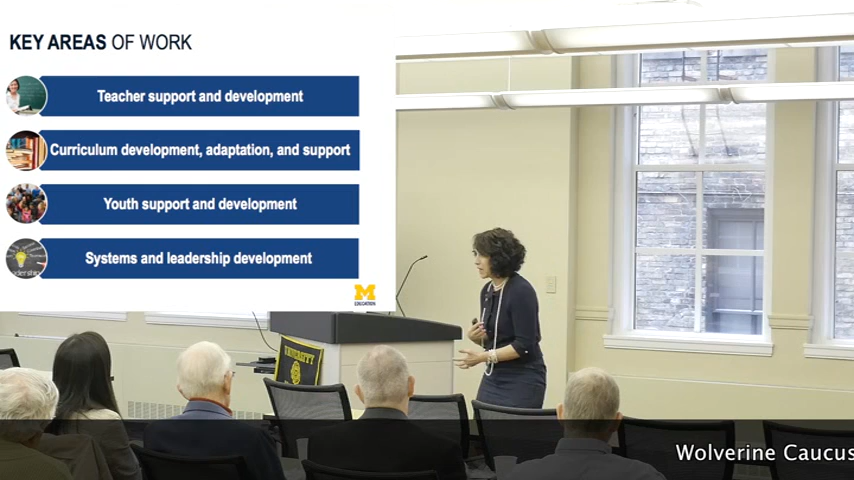 KEY AREAS OF WORK
Teacher support and development
Curriculum development, adaptation, and support
Youth support and development
Systems and leadership development
M
EDUCATION
UNIVERSITY
Wolverine Caucus